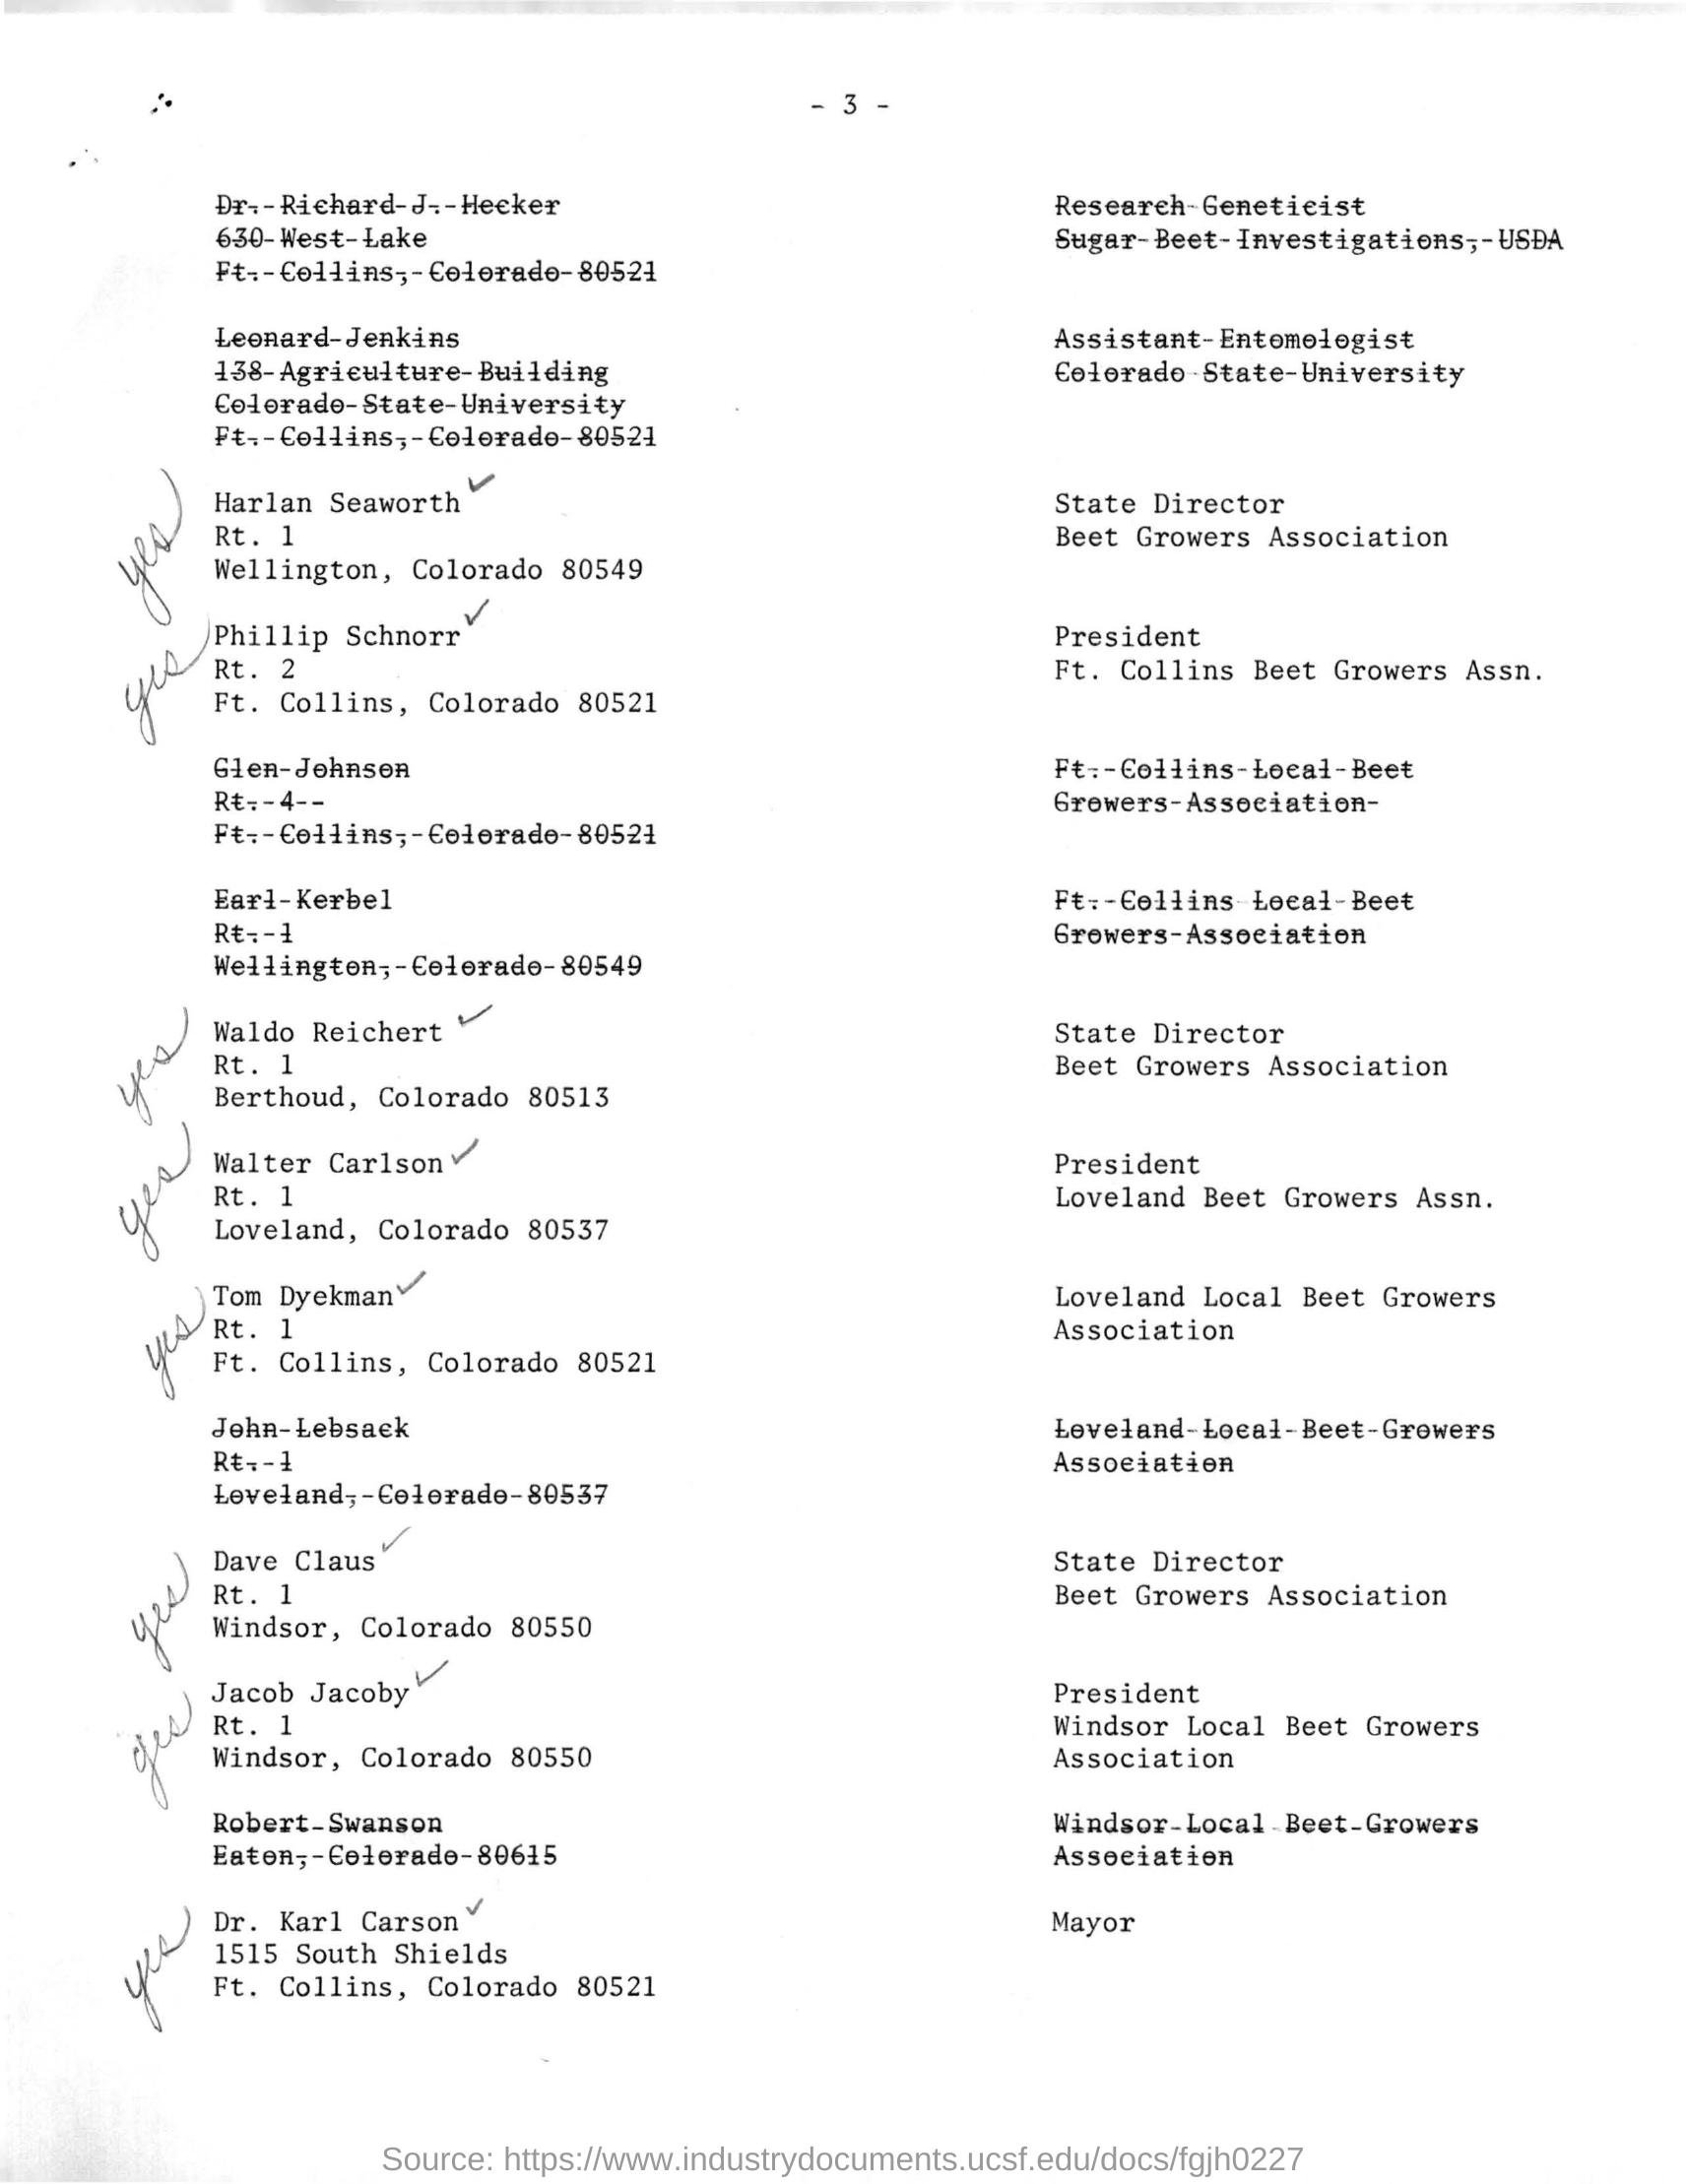 - 3 -
Dr. Richard J. Hecker
630 West Lake
Ft. Collins, Colorado 80521
Research Geneticist
Sugar Beet Investigations, USDA
Leonard Jenkins
138 Agriculture Building
Colorado State University
Ft. Collins, Colorado 80521
Assistant Entomologist
Colorado State University
yes
Harlan Seaworth ✓
Rt. 1
Wellington, Colorado 80549
State Director
Beet Growers Association
yes
Phillip Schnorr ✓
Rt. 2
Ft. Collins, Colorado 80521
President
Ft. Collins Beet Growers Assn.
Glen Johnson
Rt. 4
Ft. Collins, Colorado 80521
Ft. Collins Local Beet
Growers Association
Earl Kerbel
Rt. 1
Wellington, Colorado 80549
Ft. Collins Local Beet
Growers Association
yes
Waldo Reichert ✓
Rt. 1
Berthoud, Colorado 80513
State Director
Beet Growers Association
yes
Walter Carlson ✓
Rt. 1
Loveland, Colorado 80537
President
Loveland Beet Growers Assn.
yes
Tom Dyekman ✓
Rt. 1
Ft. Collins, Colorado 80521
Loveland Local Beet Growers
Association
John Lebsack
Rt. 1
Loveland, Colorado 80537
Loveland Local Beet Growers
Association
yes
Dave Claus ✓
Rt. 1
Windsor, Colorado 80550
State Director
Beet Growers Association
yes
Jacob Jacoby ✓
Rt. 1
Windsor, Colorado 80550
President
Windsor Local Beet Growers
Association
Robert Swanson
Eaton, Colorado 80615
Windsor Local Beet Growers
Association
yes
Dr. Karl Carson ✓
1515 South Shields
Ft. Collins, Colorado 80521
Mayor
Source: https://www.industrydocuments.ucsf.edu/docs/fgjh0227